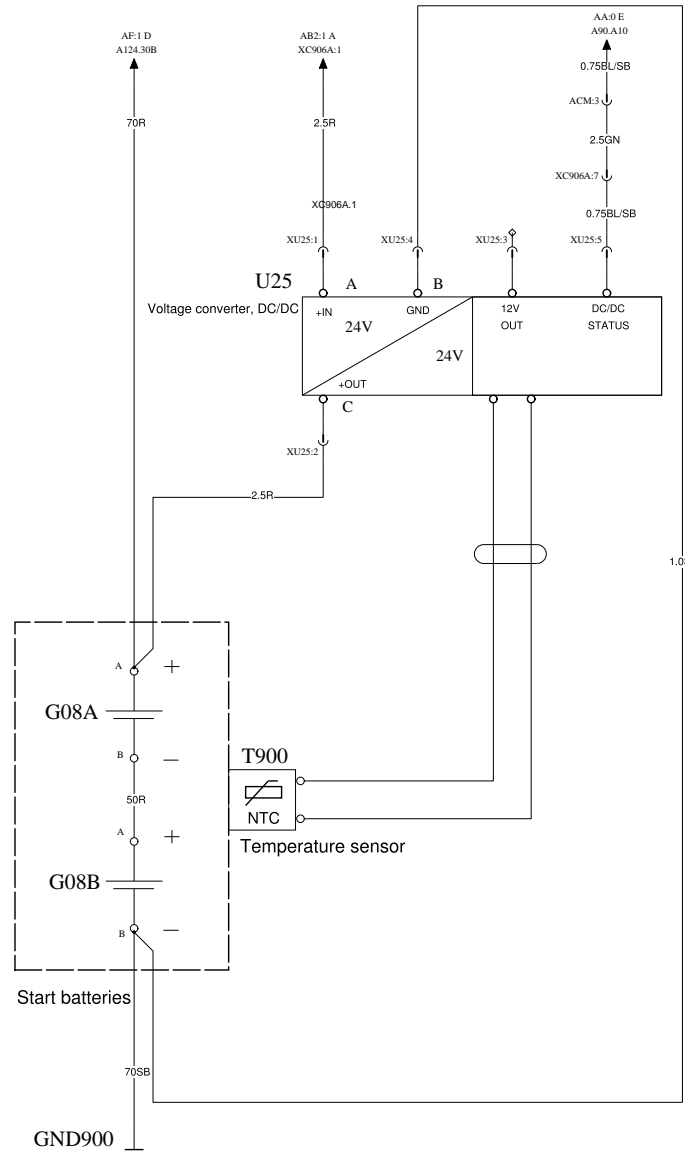 AF:1 D
A124.30B
AB2:1 A
XC906A:1
AA:0 E
A90.A10
0.75BL/SB
ACM:3
70R
2.5R
2.5GN
XC906A:7
XC906A.1
0.75BL/SB
XU25:1
XU25:4
XU25:3
XU25:5
U25
A
B
Voltage converter, DC/DC
+IN
GND
12V
OUT
DC/DC
STATUS
24V
24V
+OUT
C
XU25:2
2.5R
A
+
G08A
B
−
50R
A
+
G08B
B
−
T900
NTC
Temperature sensor
Start batteries
70SB
GND900